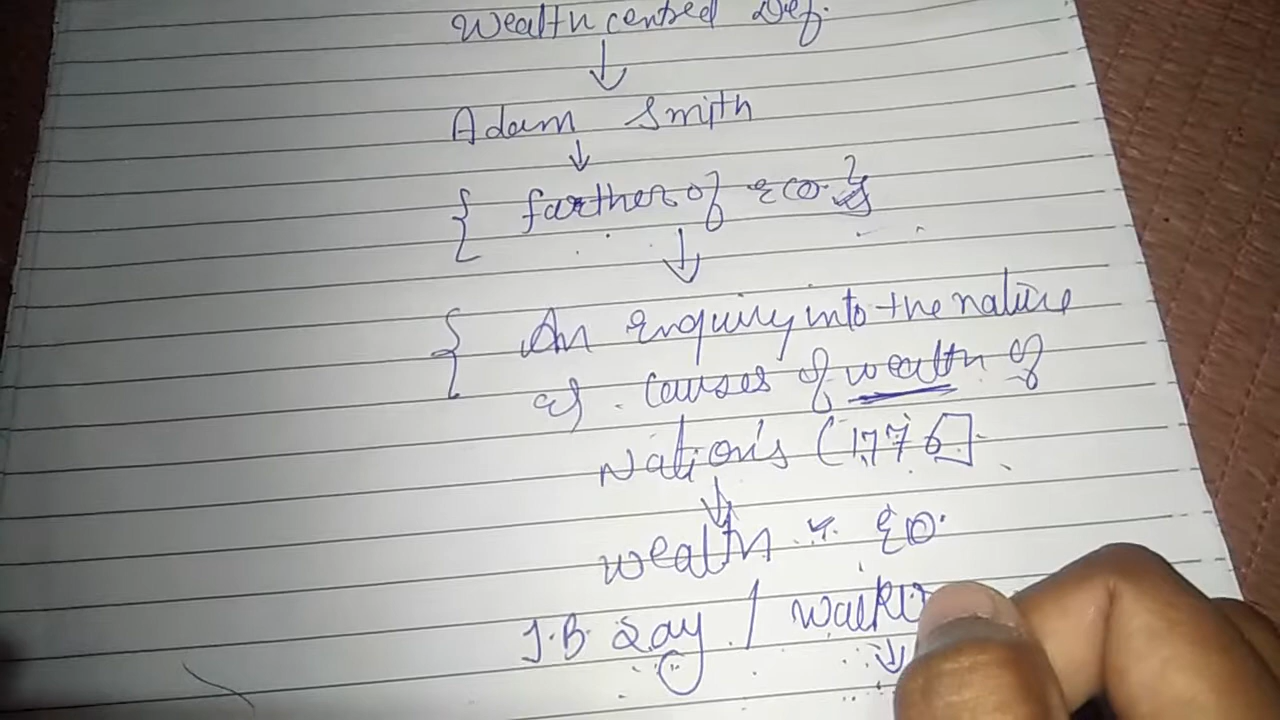 Wealth centred Def.
↓
Adam Smith
↓
{ farther of eco. }
↓
{ An enquiry into the nature
of causes of wealth of
Nation's (1776]
↓
wealth Eco.
J.B. Say / Walker
↓